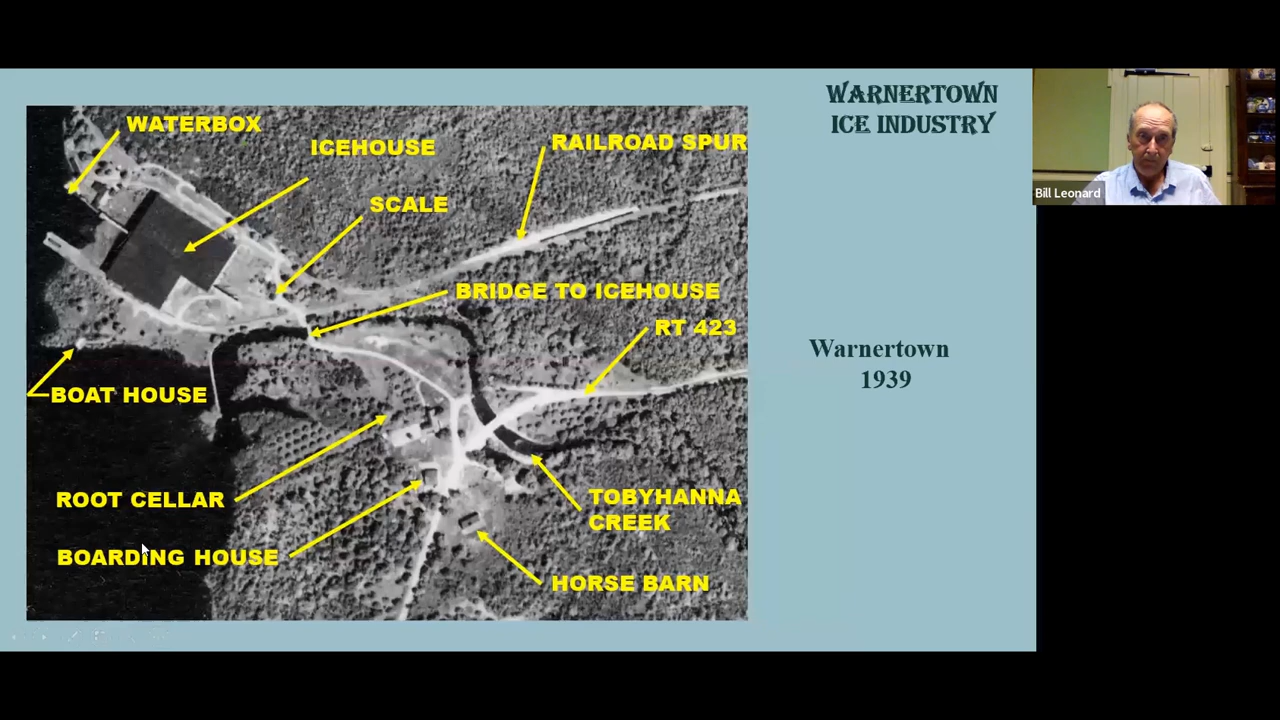 WARNERTOWN
ICE INDUSTRY
Bill Leonard
WATERBOX
ICEHOUSE
RAILROAD SPUR
SCALE
BRIDGE TO ICEHOUSE
RT 423
Warnertown
1939
BOAT HOUSE
ROOT CELLAR
TOBYHANNA
CREEK
BOARDING HOUSE
HORSE BARN